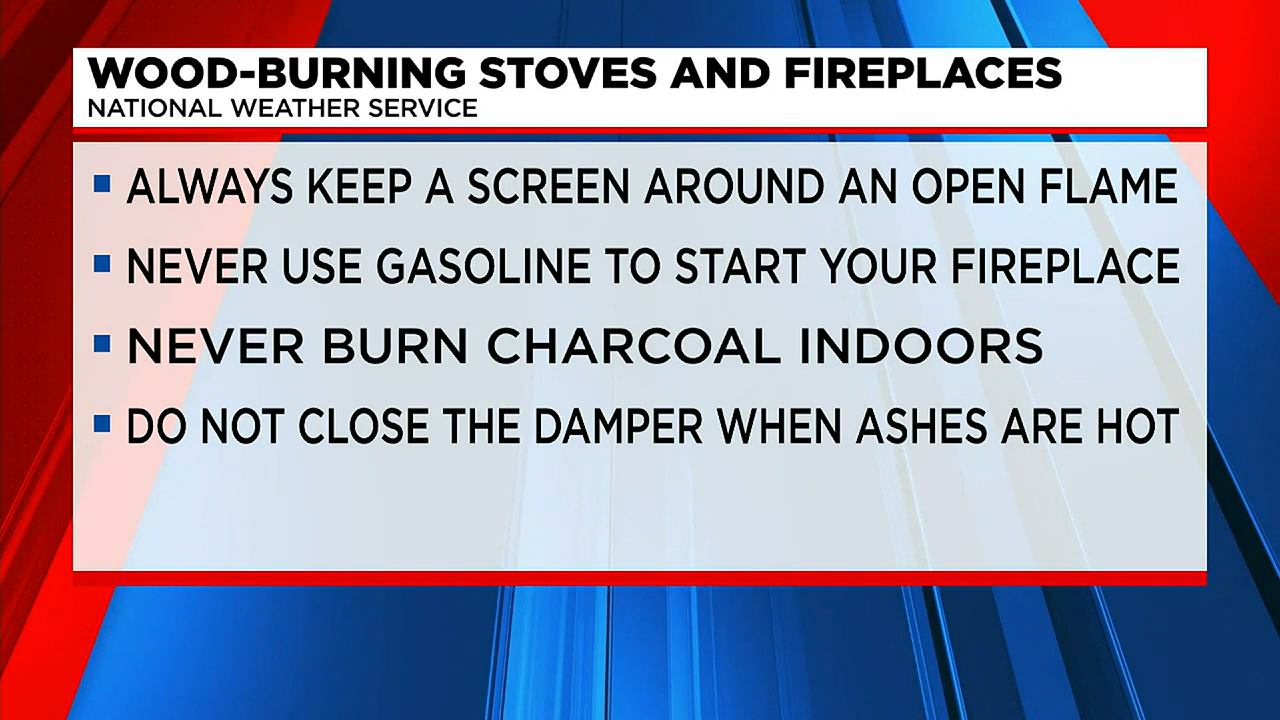 WOOD-BURNING STOVES AND FIREPLACES
NATIONAL WEATHER SERVICE
ALWAYS KEEP A SCREEN AROUND AN OPEN FLAME
NEVER USE GASOLINE TO START YOUR FIREPLACE
NEVER BURN CHARCOAL INDOORS
DO NOT CLOSE THE DAMPER WHEN ASHES ARE HOT